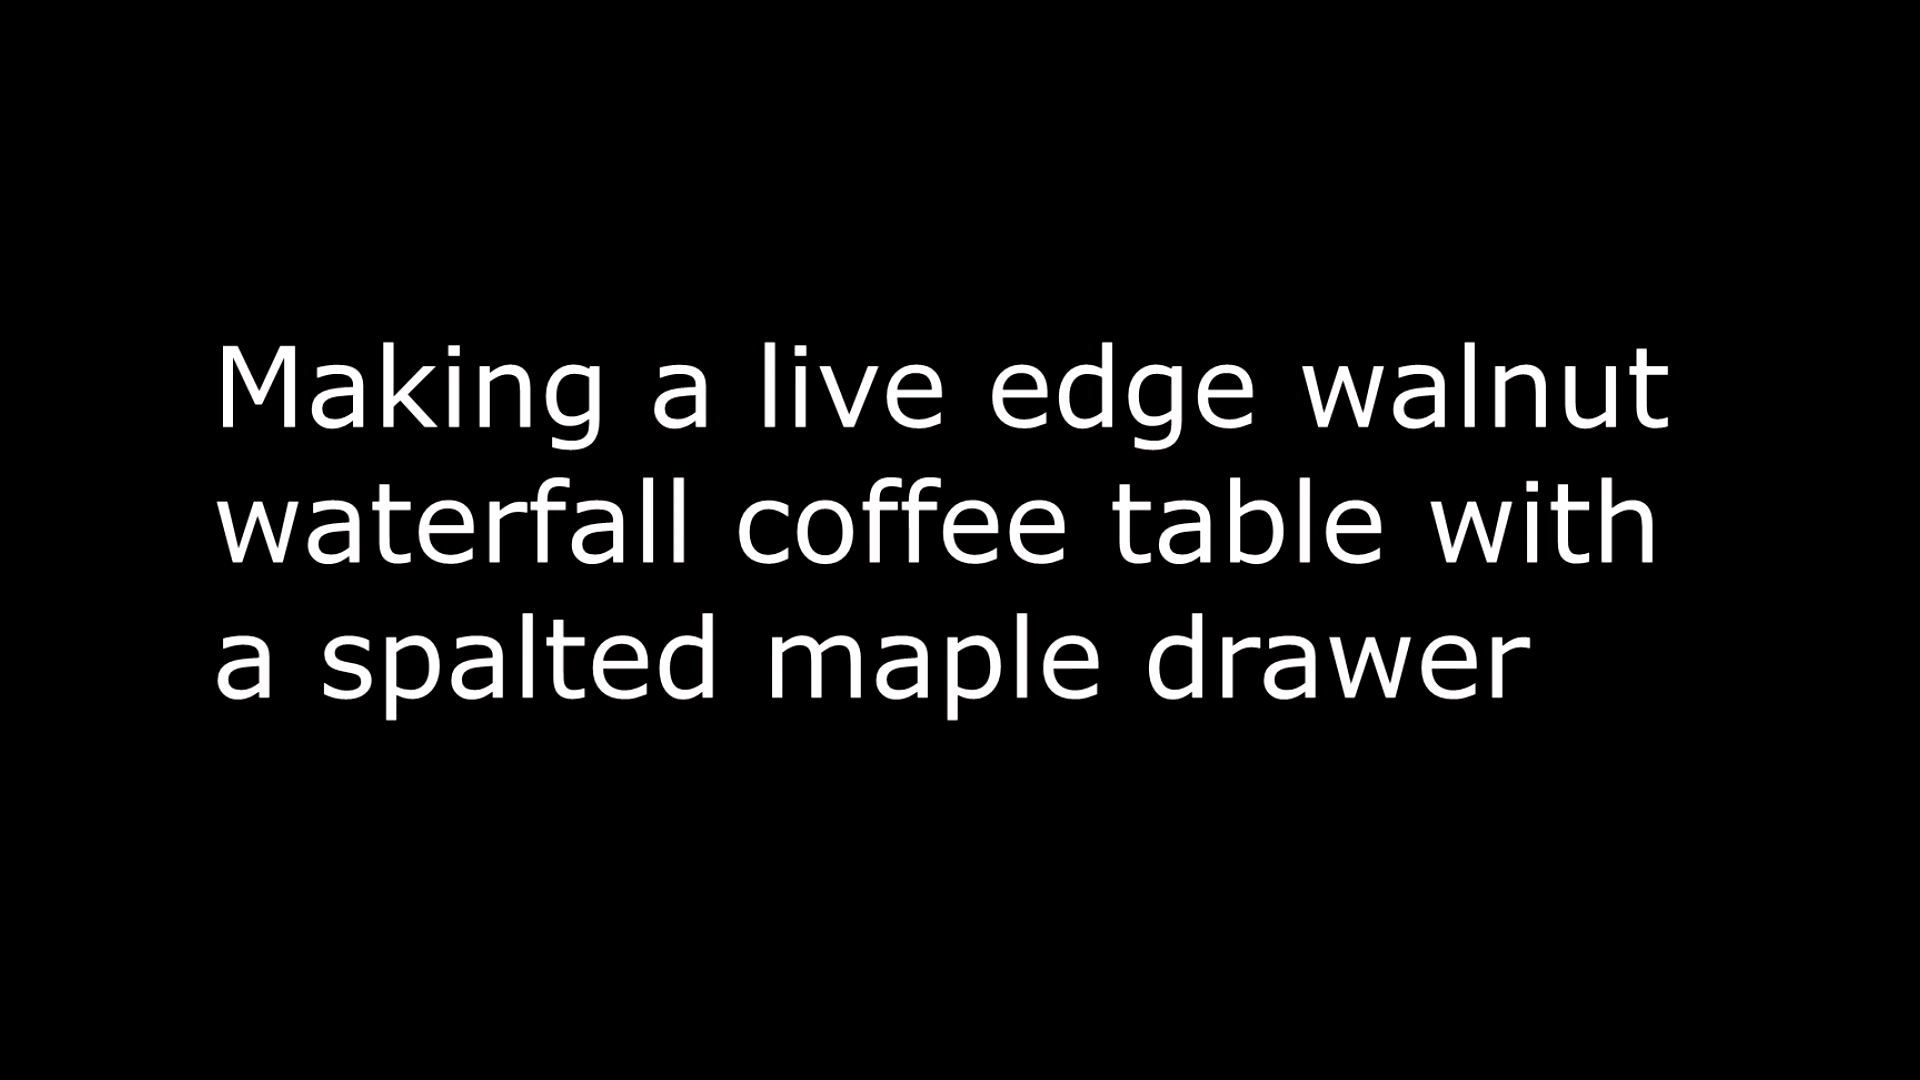 Making a live edge walnut
waterfall coffee table with
a spalted maple drawer